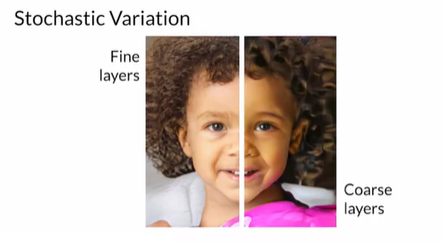 Stochastic Variation
Fine
layers
Coarse
layers